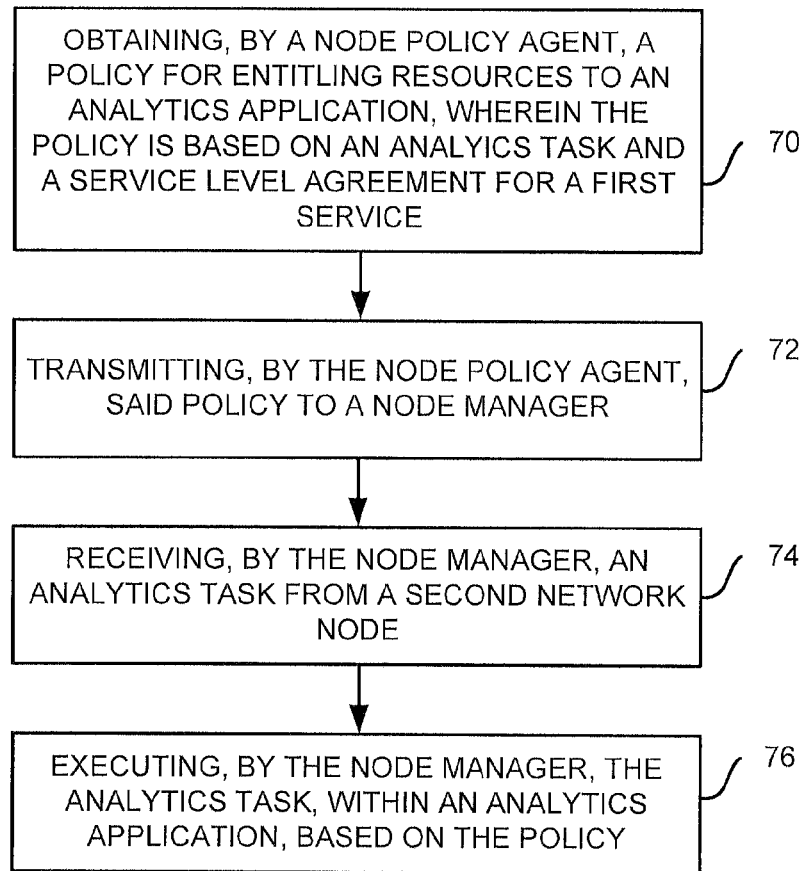 OBTAINING, BY A NODE POLICY AGENT, A
POLICY FOR ENTITLING RESOURCES TO AN
ANALYTICS APPLICATION, WHEREIN THE
POLICY IS BASED ON AN ANALYICS TASK AND
A SERVICE LEVEL AGREEMENT FOR A FIRST
SERVICE
70
TRANSMITTING, BY THE NODE POLICY AGENT,
SAID POLICY TO A NODE MANAGER
72
RECEIVING, BY THE NODE MANAGER, AN
ANALYTICS TASK FROM A SECOND NETWORK
NODE
74
EXECUTING, BY THE NODE MANAGER, THE
ANALYTICS TASK, WITHIN AN ANALYTICS
APPLICATION, BASED ON THE POLICY
76